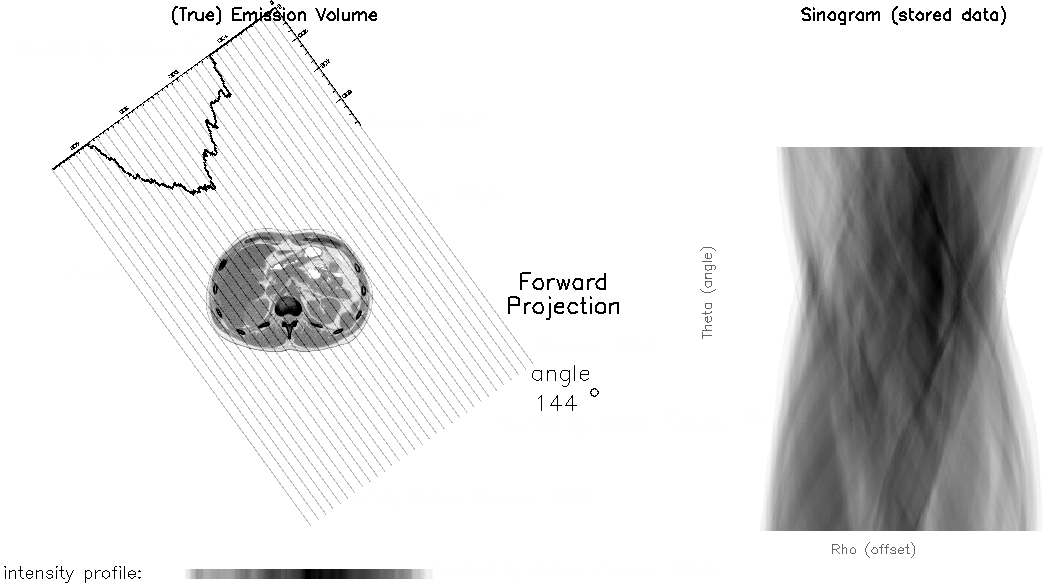 (True) Emission Volume
Sinogram (stored data)
Forward
Projection
angle
144 °
Theta (angle)
Rho (offset)
intensity profile: